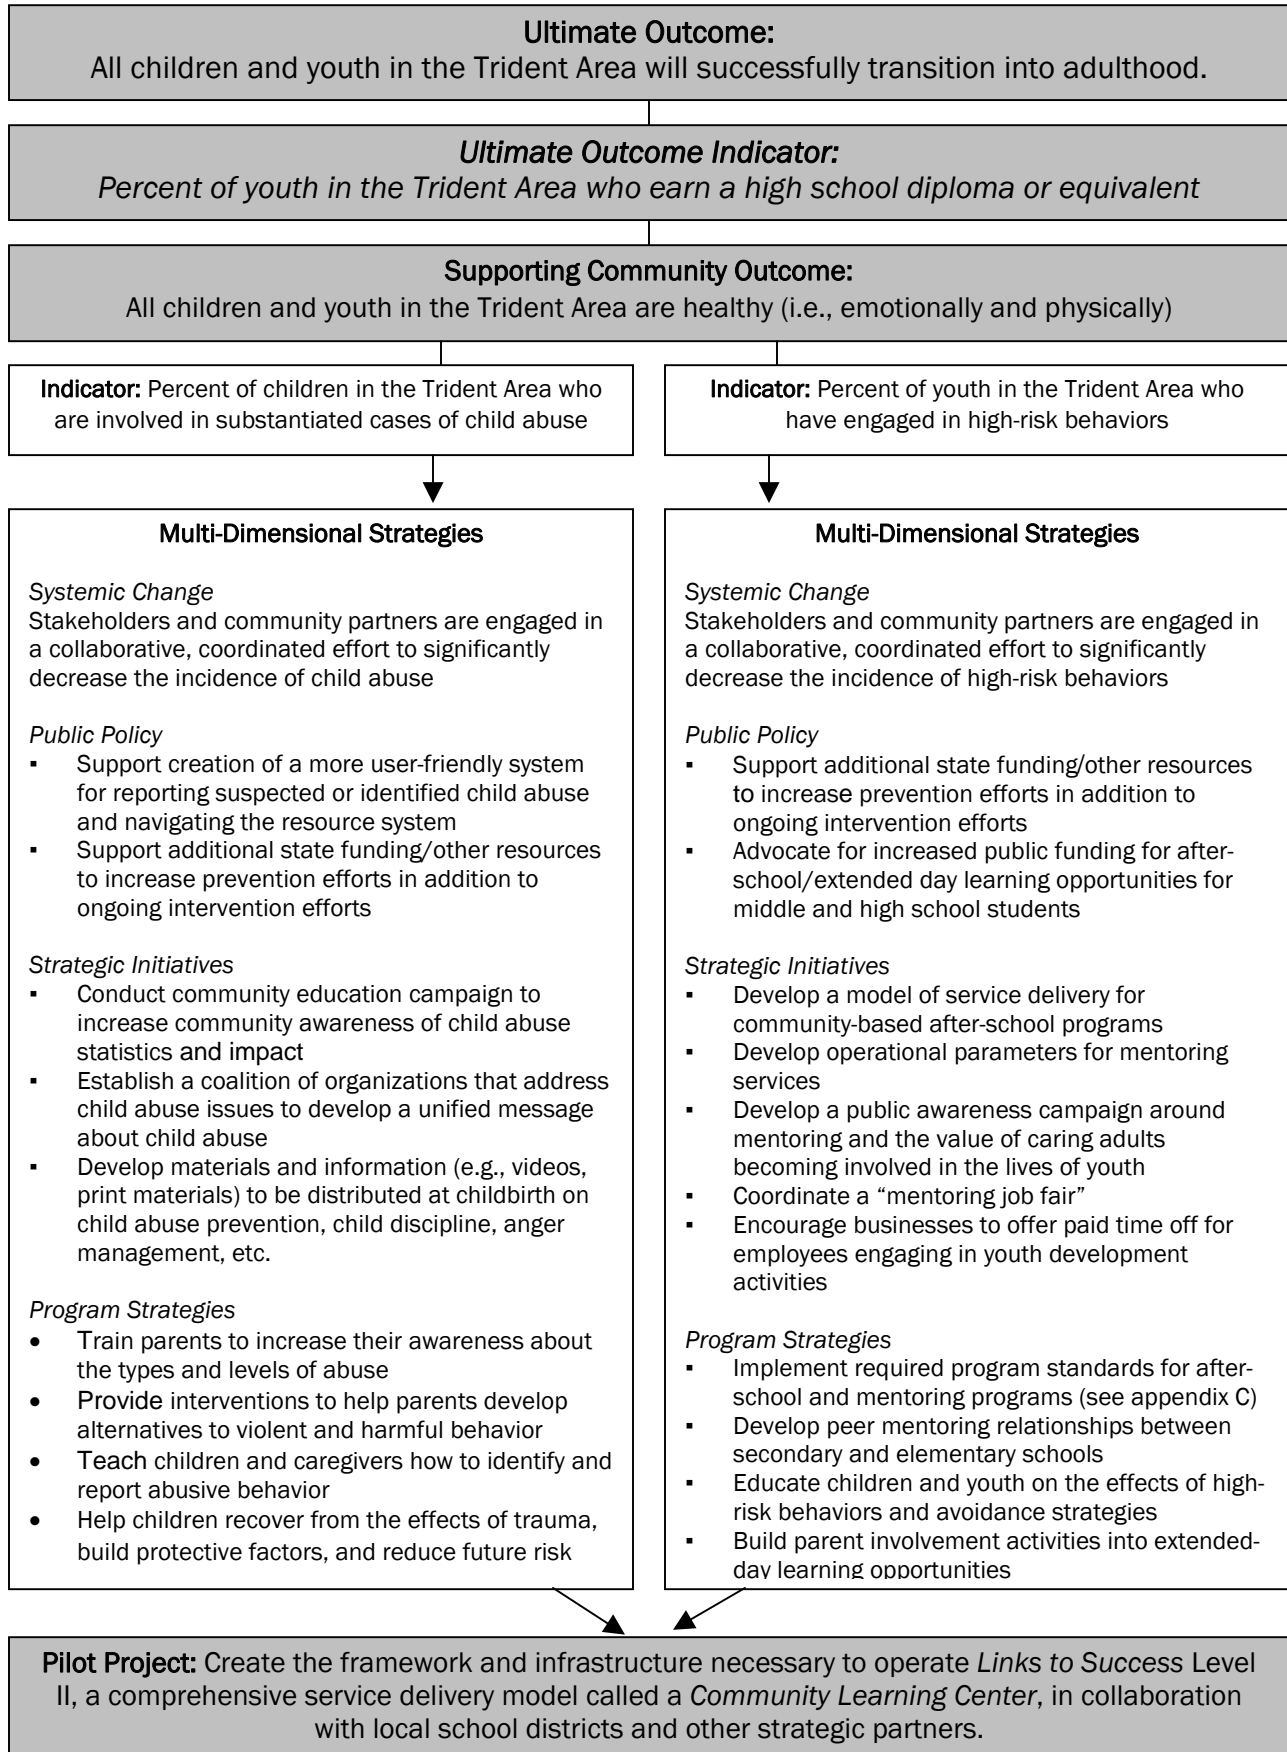 Ultimate Outcome:
All children and youth in the Trident Area will successfully transition into adulthood.
Ultimate Outcome Indicator:
Percent of youth in the Trident Area who earn a high school diploma or equivalent
Supporting Community Outcome:
All children and youth in the Trident Area are healthy (i.e., emotionally and physically)
Indicator: Percent of children in the Trident Area who
are involved in substantiated cases of child abuse
Indicator: Percent of youth in the Trident Area who
have engaged in high-risk behaviors
Multi-Dimensional Strategies
Systemic Change
Stakeholders and community partners are engaged in
a collaborative, coordinated effort to significantly
decrease the incidence of child abuse
Public Policy
▪ Support creation of a more user-friendly system
for reporting suspected or identified child abuse
and navigating the resource system
▪ Support additional state funding/other resources
to increase prevention efforts in addition to
ongoing intervention efforts
Strategic Initiatives
▪ Conduct community education campaign to
increase community awareness of child abuse
statistics and impact
▪ Establish a coalition of organizations that address
child abuse issues to develop a unified message
about child abuse
▪ Develop materials and information (e.g., videos,
print materials) to be distributed at childbirth on
child abuse prevention, child discipline, anger
management, etc.
Program Strategies
• Train parents to increase their awareness about
the types and levels of abuse
• Provide interventions to help parents develop
alternatives to violent and harmful behavior
• Teach children and caregivers how to identify and
report abusive behavior
• Help children recover from the effects of trauma,
build protective factors, and reduce future risk
Multi-Dimensional Strategies
Systemic Change
Stakeholders and community partners are engaged in
a collaborative, coordinated effort to significantly
decrease the incidence of high-risk behaviors
Public Policy
▪ Support additional state funding/other resources
to increase prevention efforts in addition to
ongoing intervention efforts
▪ Advocate for increased public funding for after-
school/extended day learning opportunities for
middle and high school students
Strategic Initiatives
▪ Develop a model of service delivery for
community-based after-school programs
▪ Develop operational parameters for mentoring
services
▪ Develop a public awareness campaign around
mentoring and the value of caring adults
becoming involved in the lives of youth
▪ Coordinate a “mentoring job fair”
▪ Encourage businesses to offer paid time off for
employees engaging in youth development
activities
Program Strategies
▪ Implement required program standards for after-
school and mentoring programs (see appendix C)
▪ Develop peer mentoring relationships between
secondary and elementary schools
▪ Educate children and youth on the effects of high-
risk behaviors and avoidance strategies
▪ Build parent involvement activities into extended-
day learning opportunities
Pilot Project: Create the framework and infrastructure necessary to operate Links to Success Level
II, a comprehensive service delivery model called a Community Learning Center, in collaboration
with local school districts and other strategic partners.